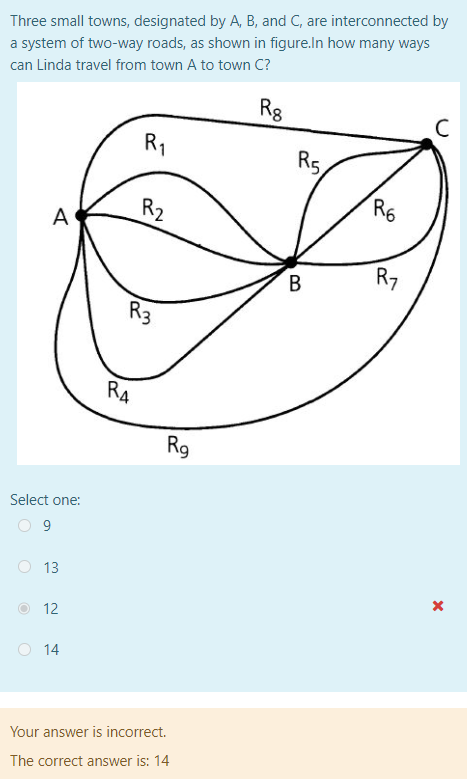 Three small towns, designated by A, B, and C, are interconnected by
a system of two-way roads, as shown in figure.In how many ways
can Linda travel from town A to town C?
R8
C
R1
R5
A
R2
R6
B
R7
R3
R4
R9
Select one:
9
13
12
14
Your answer is incorrect.
The correct answer is: 14